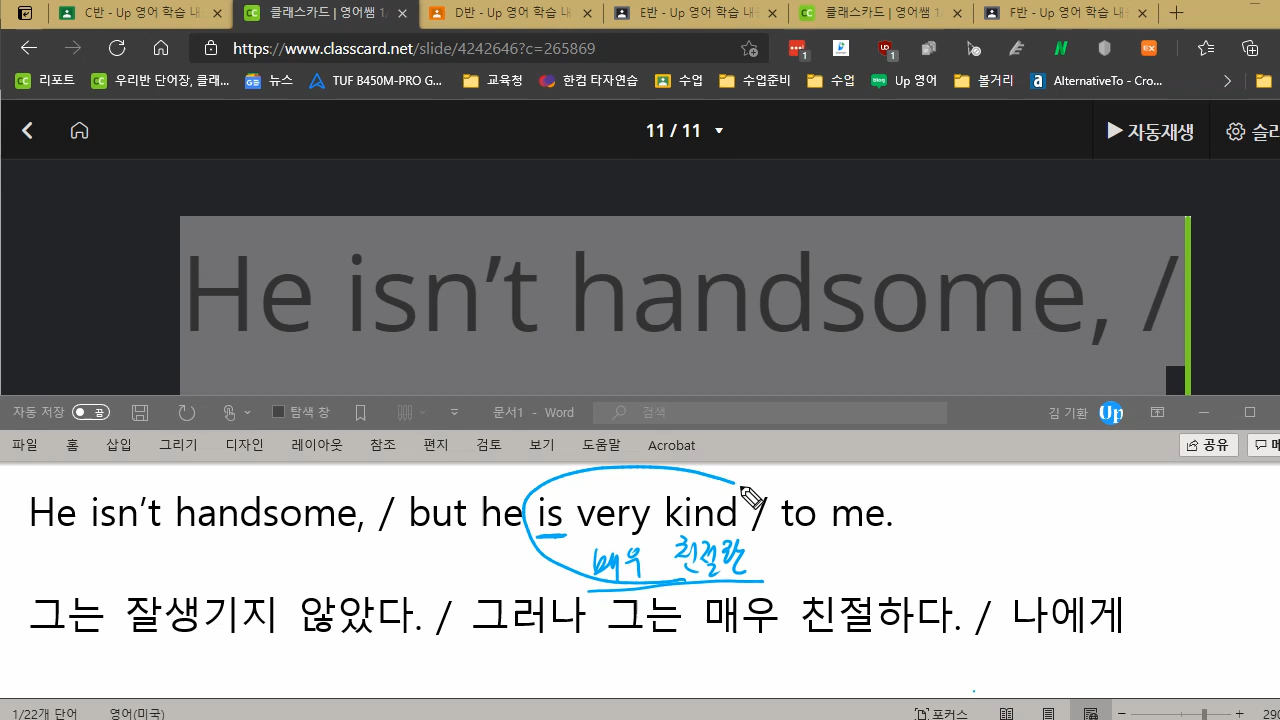 C반 - Up 영어 학습 내
클래스카드 | 영어쌤 1
D반 - Up 영어 학습 내
E반 - Up 영어 학습 내
클래스카드 | 영어쌤 1
F반 - Up 영어 학습 내
https://www.classcard.net/slide/4242646?c=265869
리포트 우리반 단어장: 클래... 뉴스 TUF B450M-PRO G... 교육청 한컴 타자연습 수업 수업준비 수업 Up 영어 볼거리 AlternativeTo - Cro...
11 / 11 자동재생 슬라
He isn’t handsome, /
자동 저장 끔 탐색 창 문서1 - Word 검색 김 기환 Up
파일 홈 삽입 그리기 디자인 레이아웃 참조 편지 검토 보기 도움말 Acrobat 공유 메
He isn’t handsome, / but he is very kind / to me.
매우 친절한
그는 잘생기지 않았다. / 그러나 그는 매우 친절하다. / 나에게
1/22개 단어 영어(미국) 포커스 290